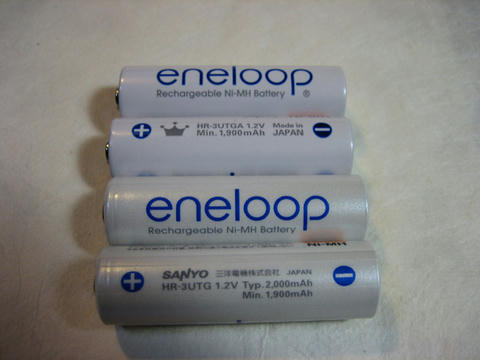 eneloop
Rechargeable Ni-MH Battery ®
+ HR-3UTGA 1.2V Made in
Min. 1,900mAh JAPAN -
eneloop
Rechargeable Ni-MH Battery
Ni-MH
SANYO 三洋電機株式会社 JAPAN
+ HR-3UTG 1.2V Typ. 2,000mAh -
Min. 1,900mAh